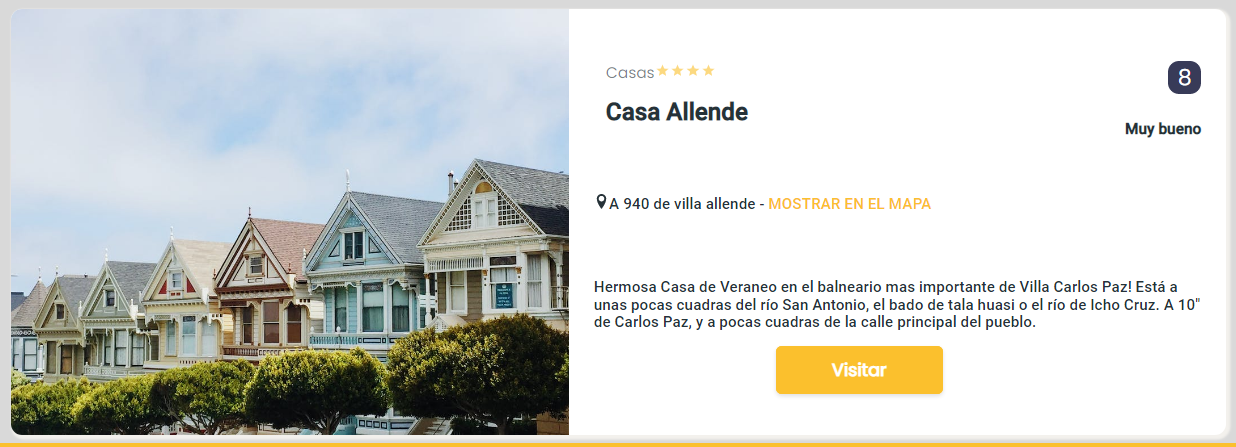 Casas
8
Casa Allende
Muy bueno
A 940 de villa allende - MOSTRAR EN EL MAPA
Hermosa Casa de Veraneo en el balneario mas importante de Villa Carlos Paz! Está a
unas pocas cuadras del río San Antonio, el bado de tala huasi o el río de Icho Cruz. A 10"
de Carlos Paz, y a pocas cuadras de la calle principal del pueblo.
Visitar